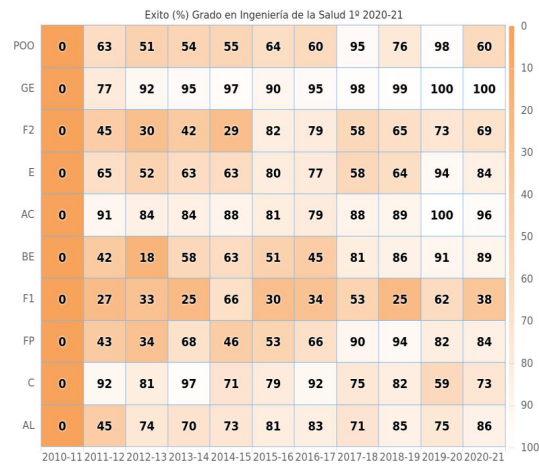 Exito (%) Grado en Ingeniería de la Salud 1º 2020-21
POO 0 63 51 54 55 64 60 95 76 98 60
GE 0 77 92 95 97 90 95 98 99 100 100
F2 0 45 30 42 29 82 79 58 65 73 69
E 0 65 52 63 63 80 77 58 64 94 84
AC 0 91 84 84 88 81 79 88 89 100 96
BE 0 42 18 58 63 51 45 81 86 91 89
F1 0 27 33 25 66 30 34 53 25 62 38
FP 0 43 34 68 46 53 66 90 94 82 84
C 0 92 81 97 71 79 92 75 82 59 73
AL 0 45 74 70 73 81 83 71 85 75 86
2010-11 2011-12 2012-13 2013-14 2014-15 2015-16 2016-17 2017-18 2018-19 2019-20 2020-21
0
10
20
30
40
50
60
70
80
90
100